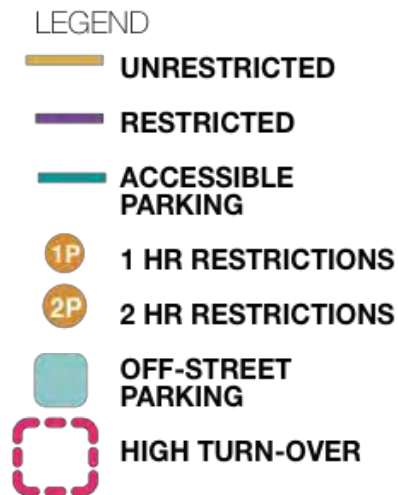 LEGEND
UNRESTRICTED
RESTRICTED
ACCESSIBLE
PARKING
1P
1 HR RESTRICTIONS
2P
2 HR RESTRICTIONS
OFF-STREET
PARKING
HIGH TURN-OVER